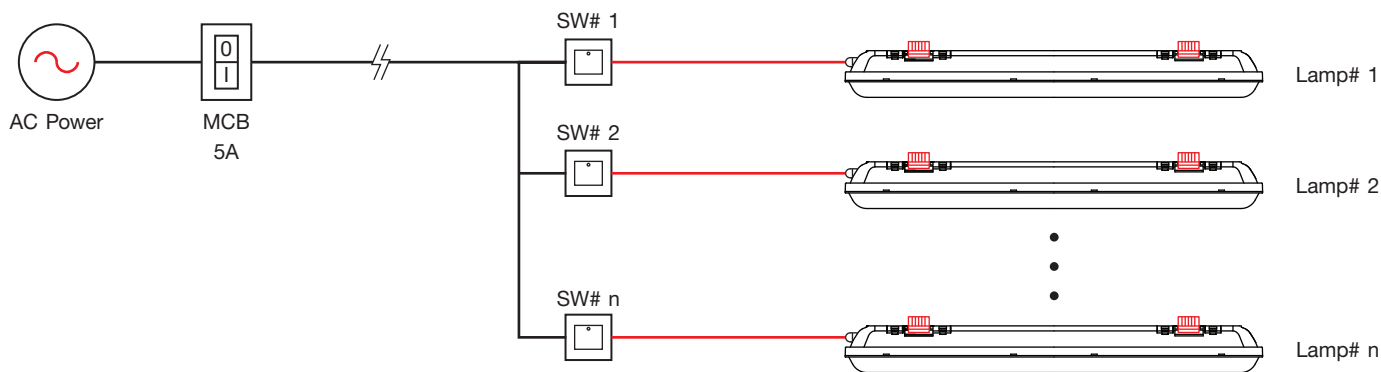 SW# 1
0
I
Lamp# 1
AC Power
MCB
5A
SW# 2
Lamp# 2
SW# n
Lamp# n